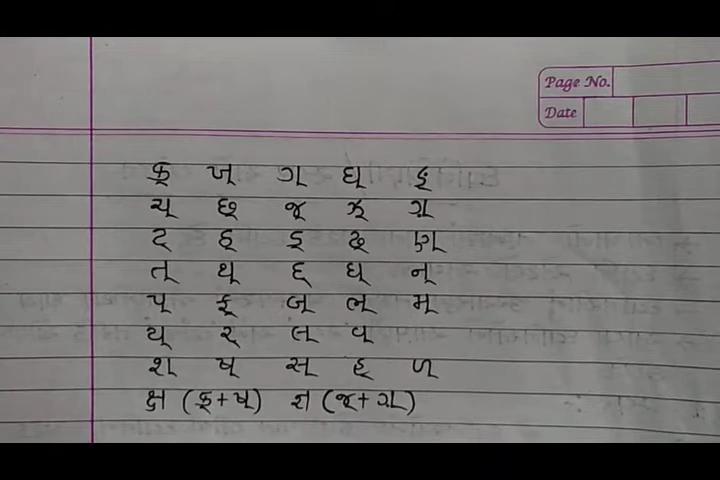 Page No.
Date
क् ख् ग् घ् ङ्
च् छ् ज् झ् ञ्
ट् ठ् ड् ढ् ण्
त् थ् द् ध् न्
प् फ् ब् भ् म्
य् र् ल् व्
श् ष् स् ह् ळ्
क्ष (क्+ष्) ज्ञ (ज्+ञ्)